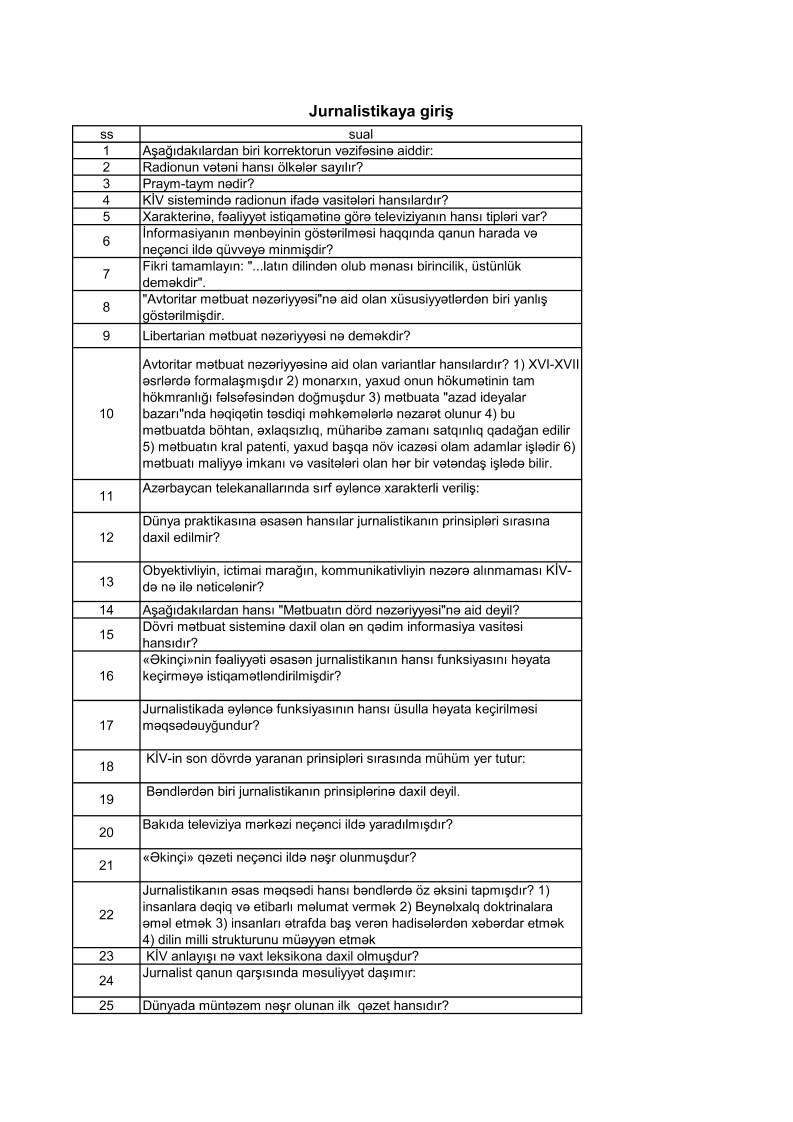 Jurnalistikaya giriş
ss sual
1 Aşağıdakılardan biri korrektorun vəzifəsinə aiddir:
2 Radionun vətəni hansı ölkələr sayılır?
3 Praym-taym nədir?
4 KİV sistemində radionun ifadə vasitələri hansılardır?
5 Xarakterinə, fəaliyyət istiqamətinə görə televiziyanın hansı tipləri var?
6 İnformasiyanın mənbəyinin göstərilməsi haqqında qanun harada və
neçənci ildə qüvvəyə minmişdir?
7 Fikri tamamlayın: "...latın dilindən olub mənası birincilik, üstünlük
deməkdir".
8 "Avtoritar mətbuat nəzəriyyəsi"nə aid olan xüsusiyyətlərdən biri yanlış
göstərilmişdir.
9 Libertarian mətbuat nəzəriyyəsi nə deməkdir?
10 Avtoritar mətbuat nəzəriyyəsinə aid olan variantlar hansılardır? 1) XVI-XVII
əsrlərdə formalaşmışdır 2) monarxın, yaxud onun hökumətinin tam
hökmranlığı fəlsəfəsindən doğmuşdur 3) mətbuata "azad ideyalar
bazarı"nda həqiqətin təsdiqi məhkəmələrlə nəzarət olunur 4) bu
mətbuatda böhtan, əxlaqsızlıq, müharibə zamanı satqınlıq qadağan edilir
5) mətbuatın kral patenti, yaxud başqa növ icazəsi olam adamlar işlədir 6)
mətbuatı maliyyə imkanı və vasitələri olan hər bir vətəndaş işlədə bilir.
11 Azərbaycan telekanallarında sırf əyləncə xarakterli veriliş:
12 Dünya praktikasına əsasən hansılar jurnalistikanın prinsipləri sırasına
daxil edilmir?
13 Obyektivliyin, ictimai marağın, kommunikativliyin nəzərə alınmaması KİV-
də nə ilə nəticələnir?
14 Aşağıdakılardan hansı "Mətbuatın dörd nəzəriyyəsi"nə aid deyil?
15 Dövri mətbuat sisteminə daxil olan ən qədim informasiya vasitəsi
hansıdır?
16 «Əkinçi»nin fəaliyyəti əsasən jurnalistikanın hansı funksiyasını həyata
keçirməyə istiqamətləndirilmişdir?
17 Jurnalistikada əyləncə funksiyasının hansı üsulla həyata keçirilməsi
məqsədəuyğundur?
18 KİV-in son dövrdə yaranan prinsipləri sırasında mühüm yer tutur:
19 Bəndlərdən biri jurnalistikanın prinsiplərinə daxil deyil.
20 Bakıda televiziya mərkəzi neçənci ildə yaradılmışdır?
21 «Əkinçi» qəzeti neçənci ildə nəşr olunmuşdur?
22 Jurnalistikanın əsas məqsədi hansı bəndlərdə öz əksini tapmışdır? 1)
insanlara dəqiq və etibarlı məlumat vermək 2) Beynəlxalq doktrinalara
əməl etmək 3) insanları ətrafda baş verən hadisələrdən xəbərdar etmək
4) dilin milli strukturunu müəyyən etmək
23 KİV anlayışı nə vaxt leksikona daxil olmuşdur?
24 Jurnalist qanun qarşısında məsuliyyət daşımır:
25 Dünyada müntəzəm nəşr olunan ilk qəzet hansıdır?